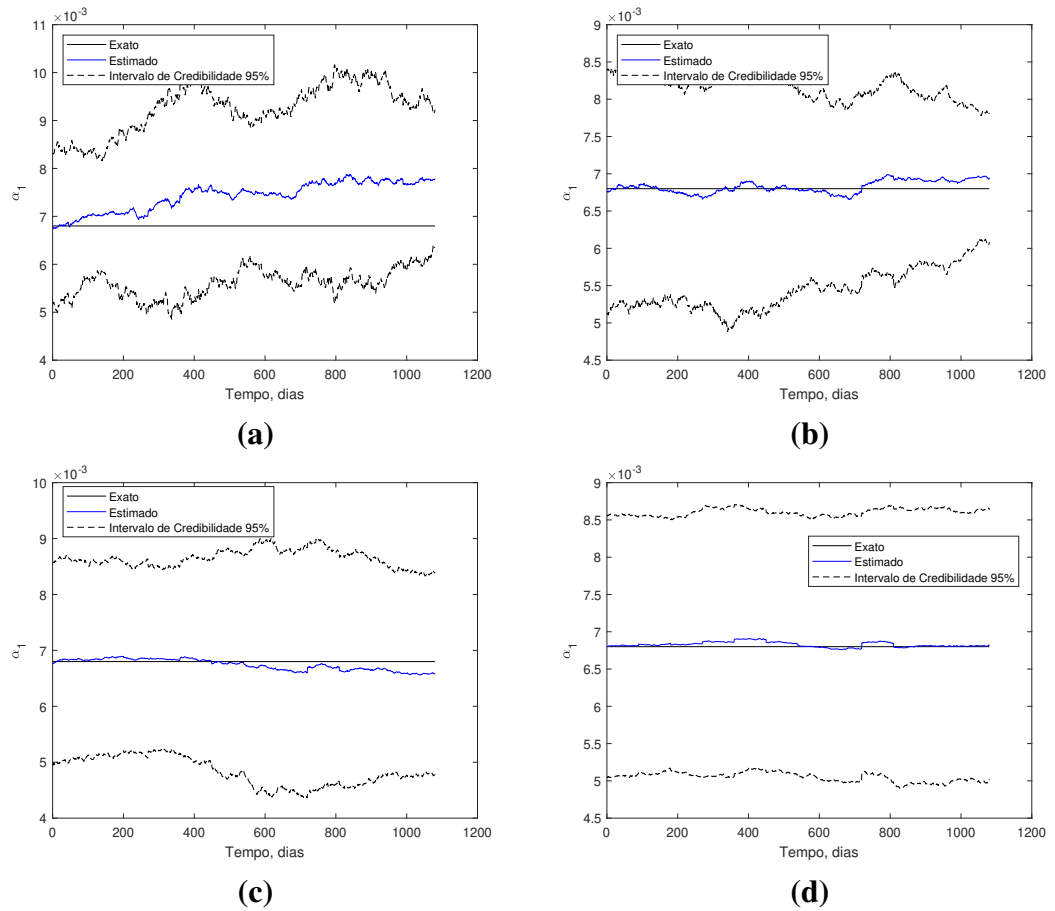 ×10⁻³
11
10
9
8
7
6
5
4
α₁
0 200 400 600 800 1000 1200
Tempo, dias
Exato
Estimado
Intervalo de Credibilidade 95%
(a)
×10⁻³
9
8.5
8
7.5
7
6.5
6
5.5
5
4.5
α₁
0 200 400 600 800 1000 1200
Tempo, dias
Exato
Estimado
Intervalo de Credibilidade 95%
(b)
×10⁻³
10
9
8
7
6
5
4
α₁
0 200 400 600 800 1000 1200
Tempo, dias
Exato
Estimado
Intervalo de Credibilidade 95%
(c)
×10⁻³
9
8.5
8
7.5
7
6.5
6
5.5
5
4.5
α₁
0 200 400 600 800 1000 1200
Tempo, dias
Exato
Estimado
Intervalo de Credibilidade 95%
(d)